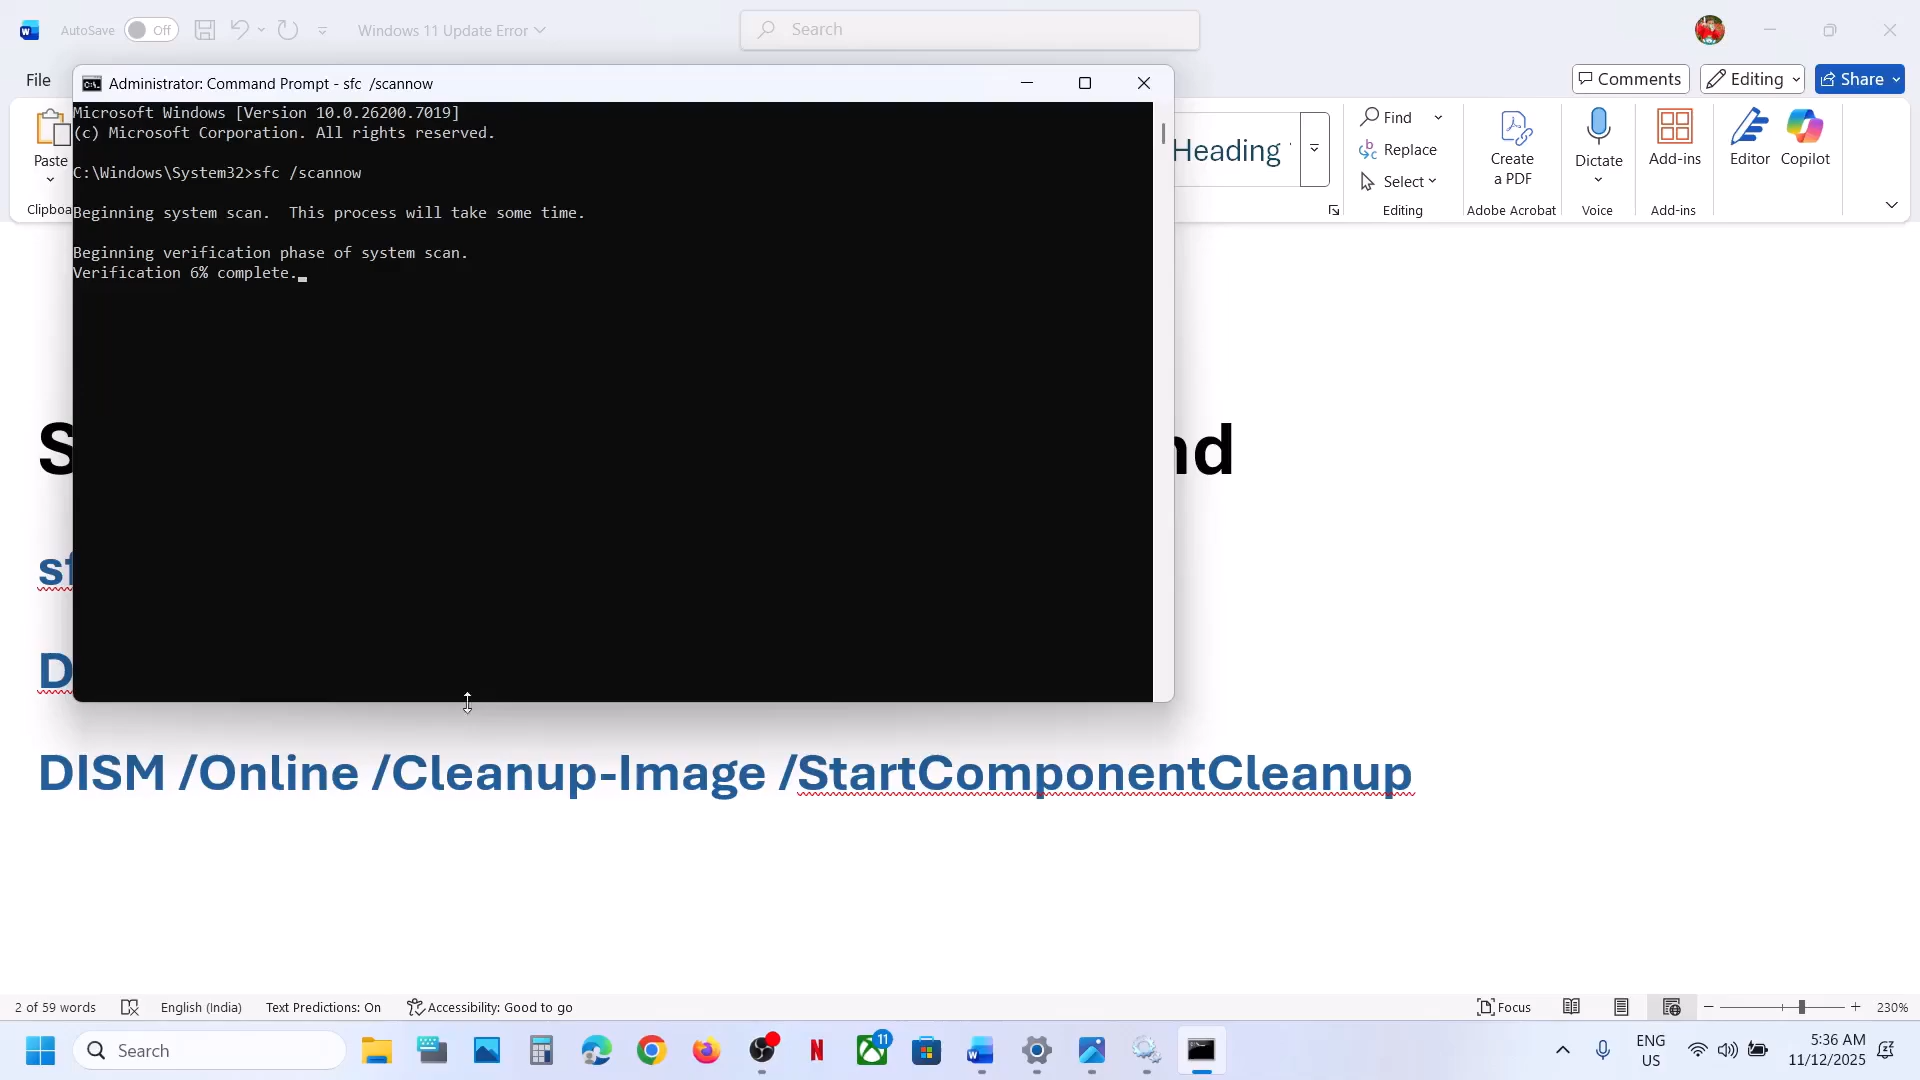 AutoSave Off Windows 11 Update Error Search
File Comments Editing Share
Administrator: Command Prompt - sfc /scannow
Microsoft Windows [Version 10.0.26200.7019]
(c) Microsoft Corporation. All rights reserved.
C:\Windows\System32>sfc /scannow
Beginning system scan. This process will take some time.
Beginning verification phase of system scan.
Verification 6% complete.
Paste
Clipboa
Heading
Find
Replace
Select
Editing
Create
a PDF
Adobe Acrobat
Dictate
Voice
Add-ins
Add-ins
Editor
Copilot
S nd
sf
D
DISM /Online /Cleanup-Image /StartComponentCleanup
2 of 59 words English (India) Text Predictions: On Accessibility: Good to go Focus 230%
Search
11
ENG
US
5:36 AM
11/12/2025